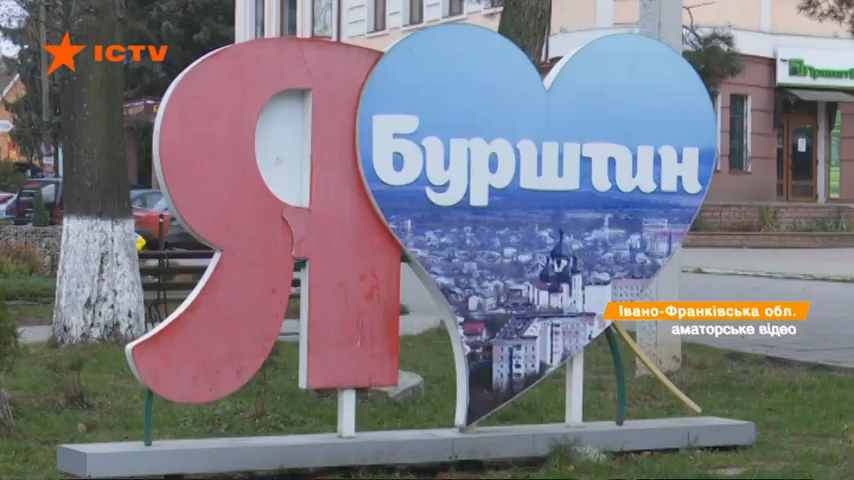 ICTV
Я
Бурштин
Івано-Франківська обл.
аматорське відео